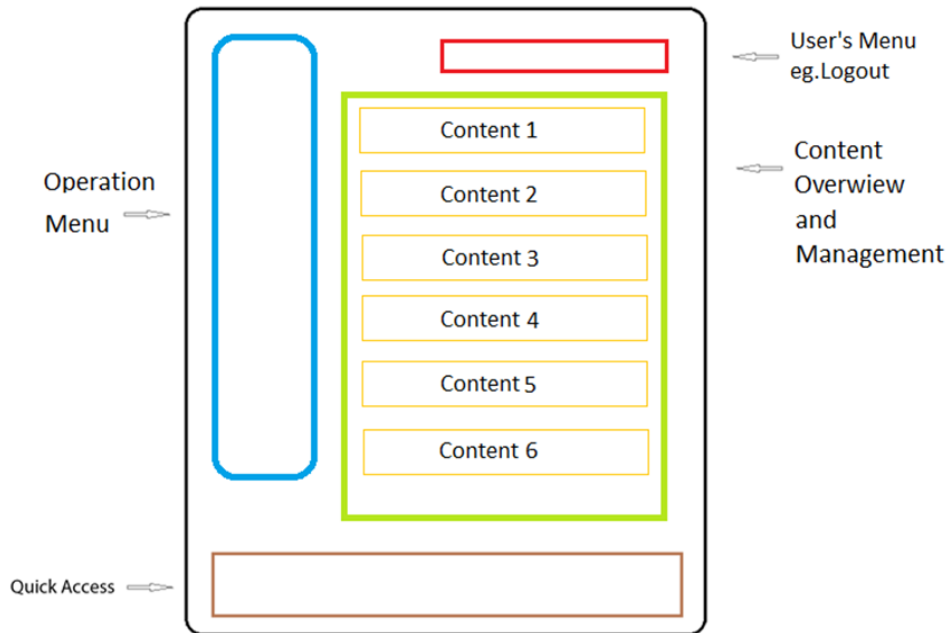 User's Menu
eg.Logout
Content 1
Content 2
Content 3
Content 4
Content 5
Content 6
Content
Overwiew
and
Management
Operation
Menu
Quick Access